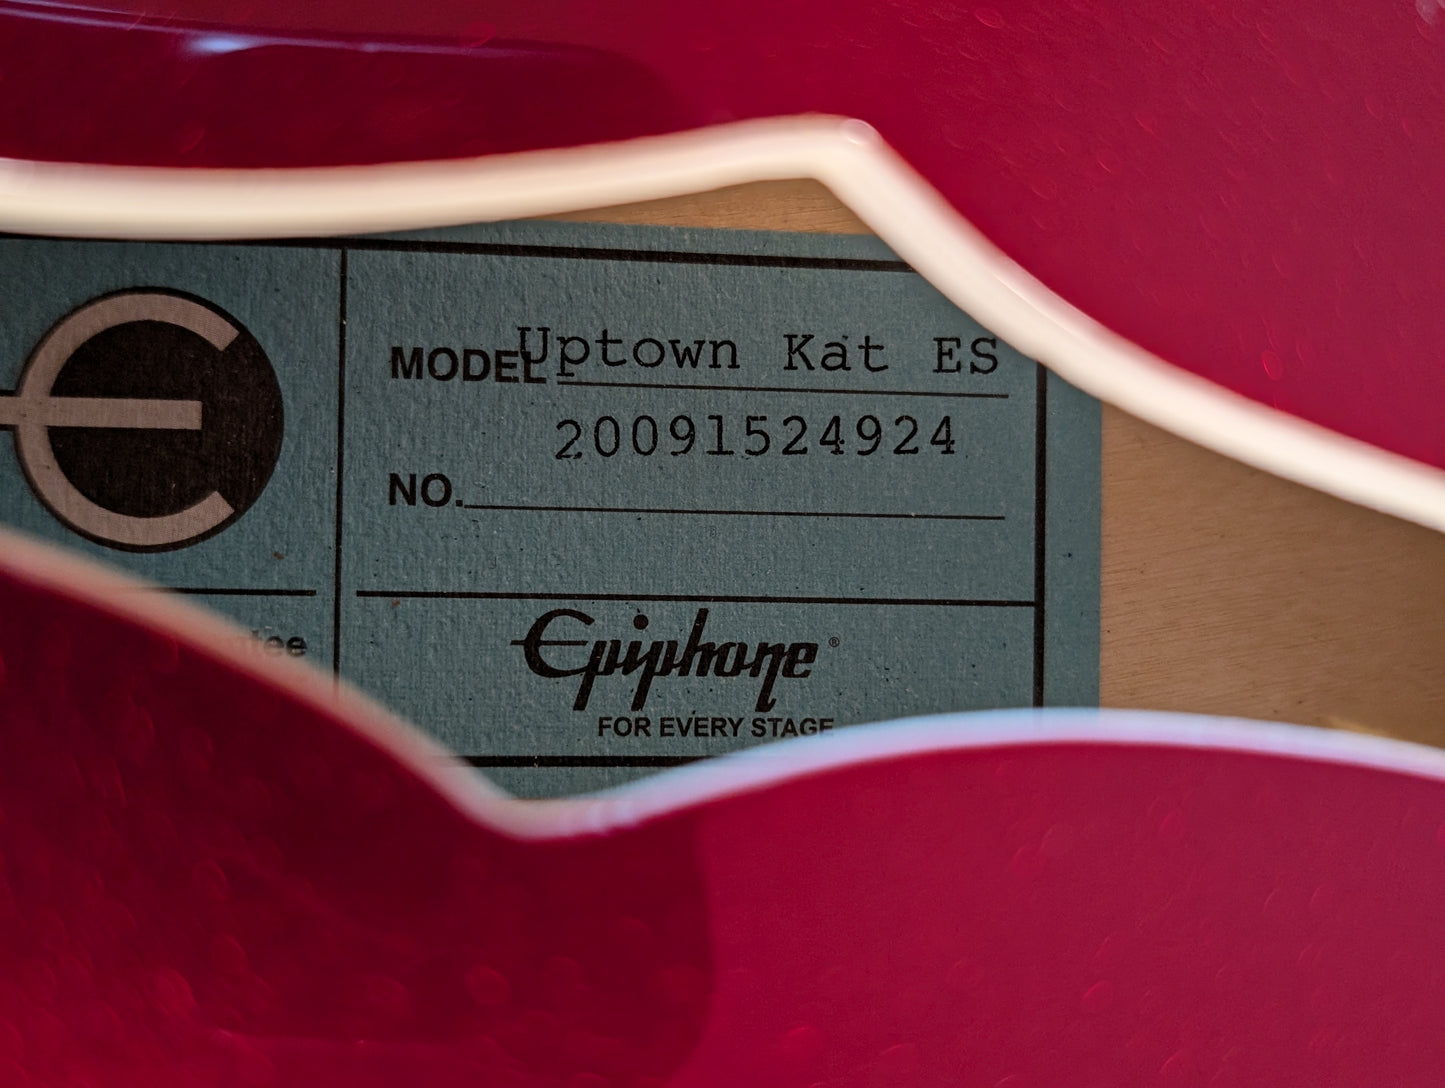 MODEL Uptown Kat ES
20091524924
NO.
Epiphone®
FOR EVERY STAGE